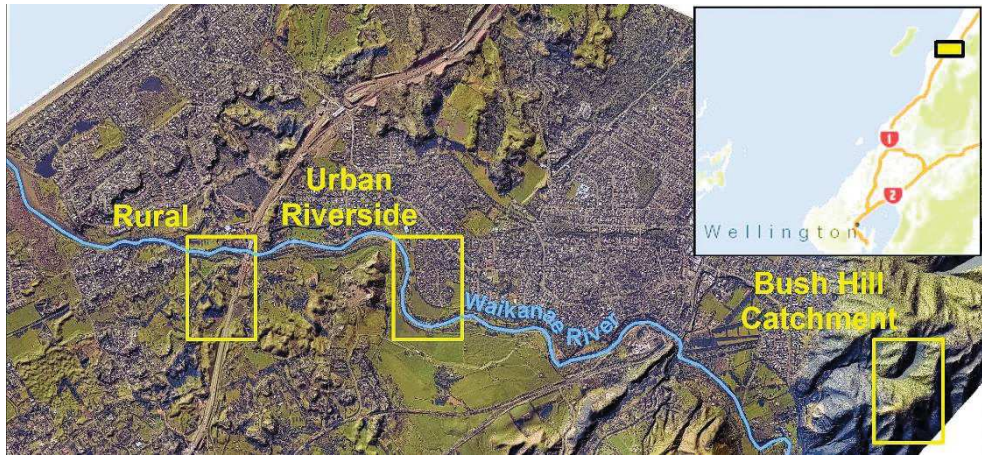 Rural
Urban
Riverside
Waikanae River
Bush Hill
Catchment
1
2
Wellington